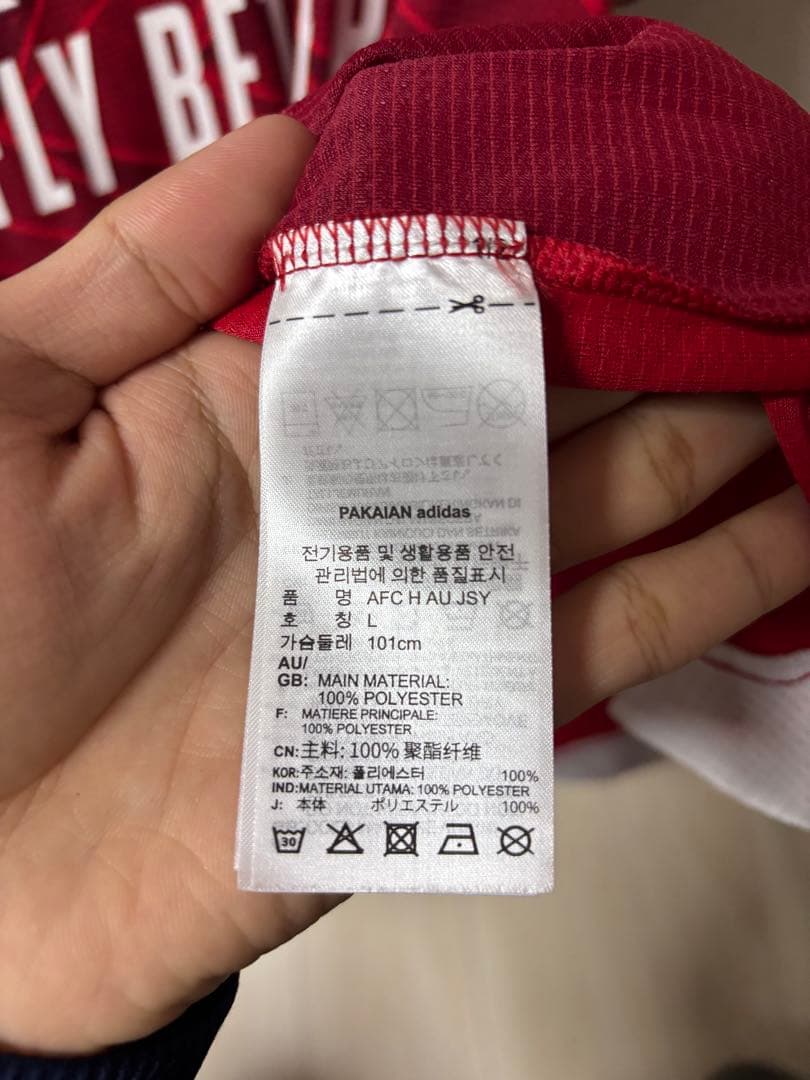 FLY BE
PAKAIAN adidas
전기용품 및 생활용품 안전
관리법에 의한 품질표시
품 명 AFC H AU JSY
호 칭 L
가슴둘레 101cm
AU/
GB: MAIN MATERIAL:
100% POLYESTER
F: MATIERE PRINCIPALE:
100% POLYESTER
CN: 主料: 100% 聚酯纤维
KOR: 주소재: 폴리에스터 100%
IND: MATERIAL UTAMA: 100% POLYESTER
J: 本体 ポリエステル 100%
30